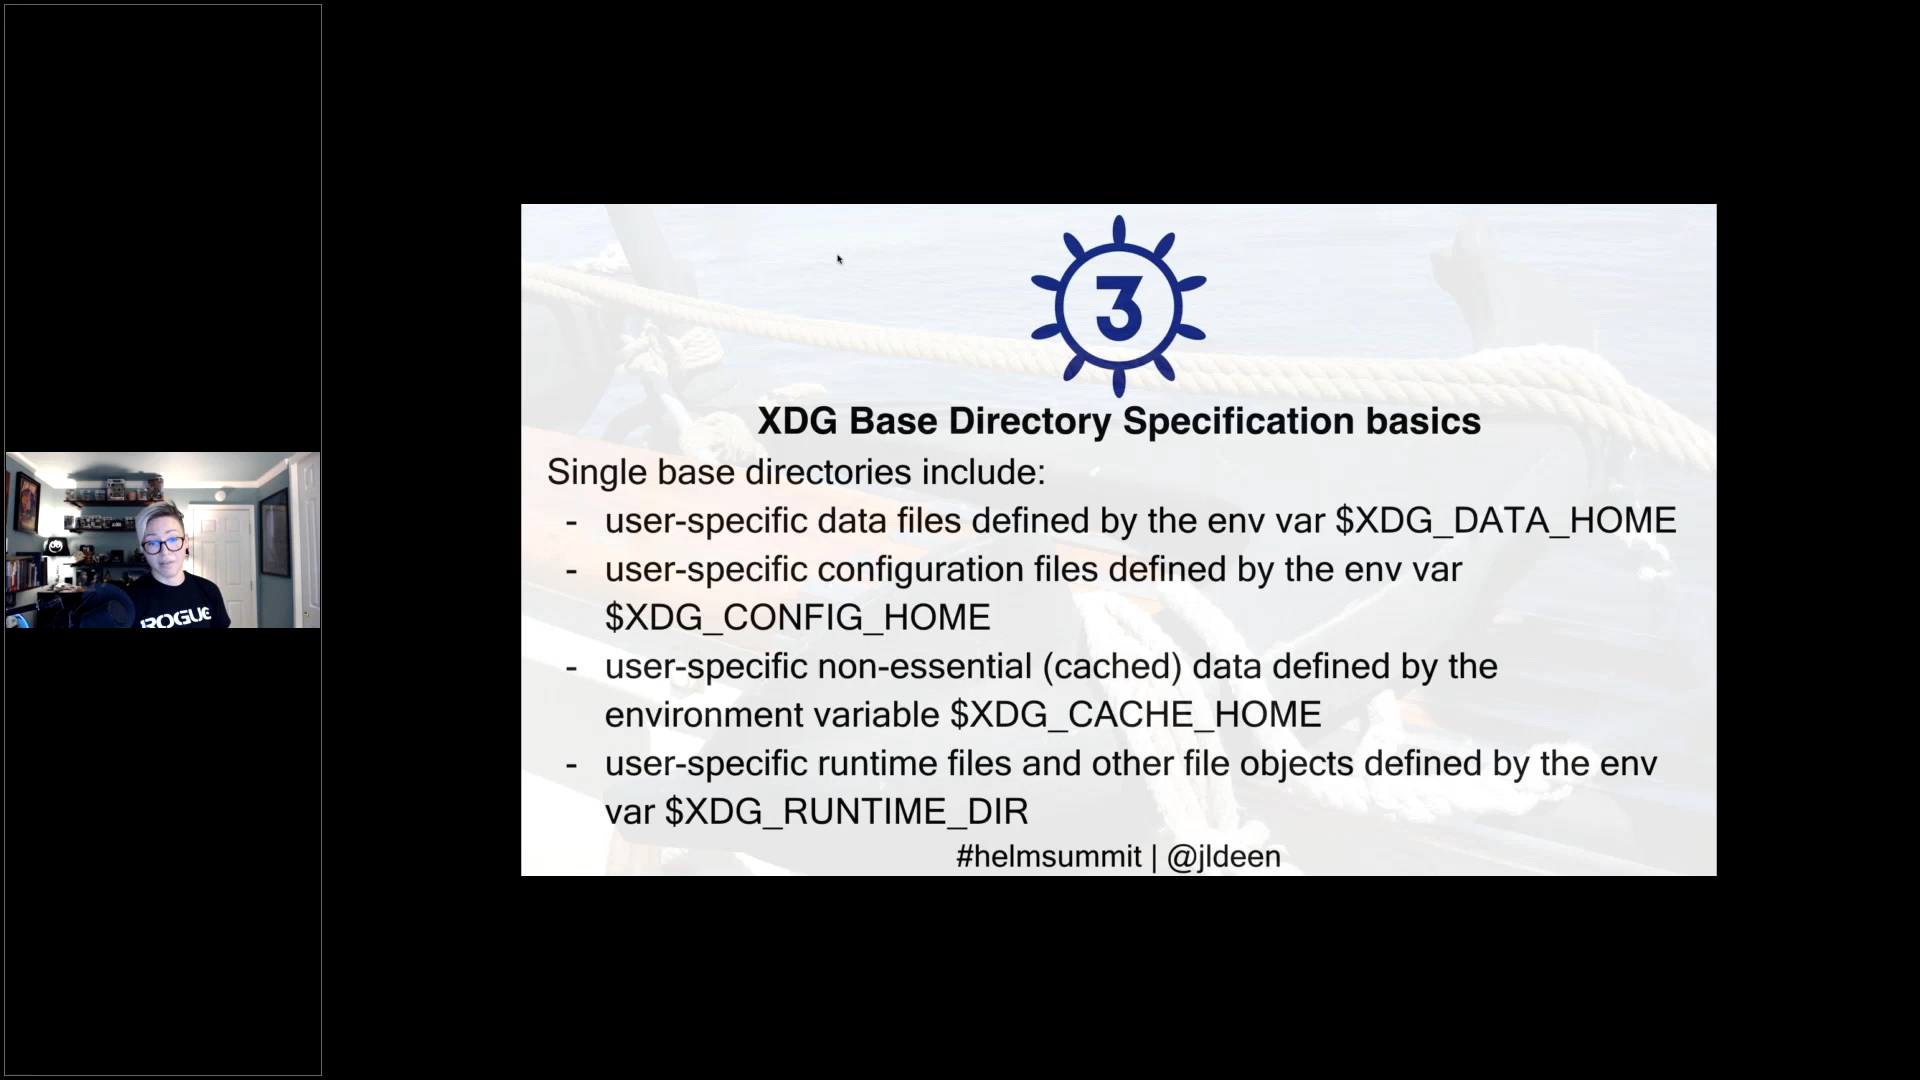 3
XDG Base Directory Specification basics
Single base directories include:
- user-specific data files defined by the env var $XDG_DATA_HOME
- user-specific configuration files defined by the env var
$XDG_CONFIG_HOME
- user-specific non-essential (cached) data defined by the
environment variable $XDG_CACHE_HOME
- user-specific runtime files and other file objects defined by the env
var $XDG_RUNTIME_DIR
#helmsummit | @jldeen
ROGUE